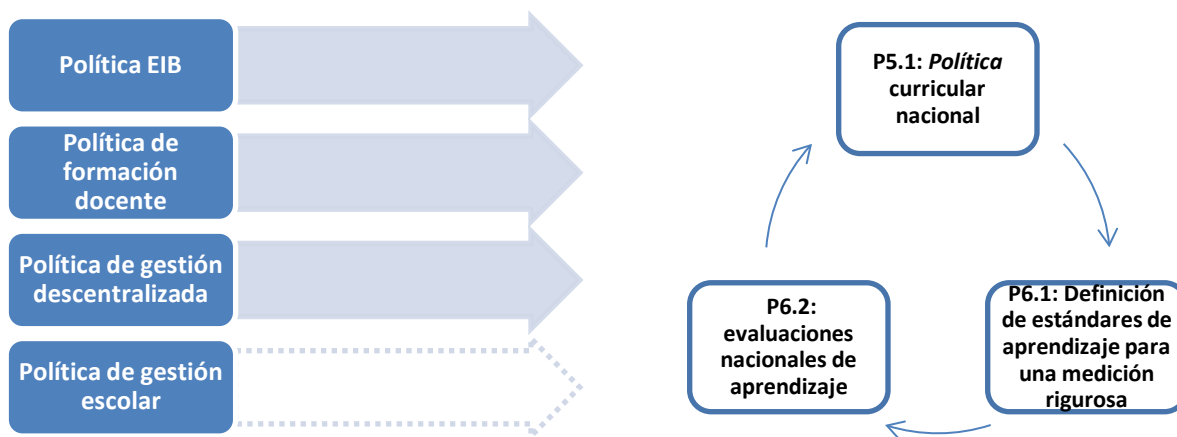 Política EIB
Política de
formación
docente
Política de gestión
descentralizada
Política de gestión
escolar
P5.1: Política
curricular
nacional
P6.2:
evaluaciones
nacionales de
aprendizaje
P6.1: Definición
de estándares de
aprendizaje para
una medición
rigurosa